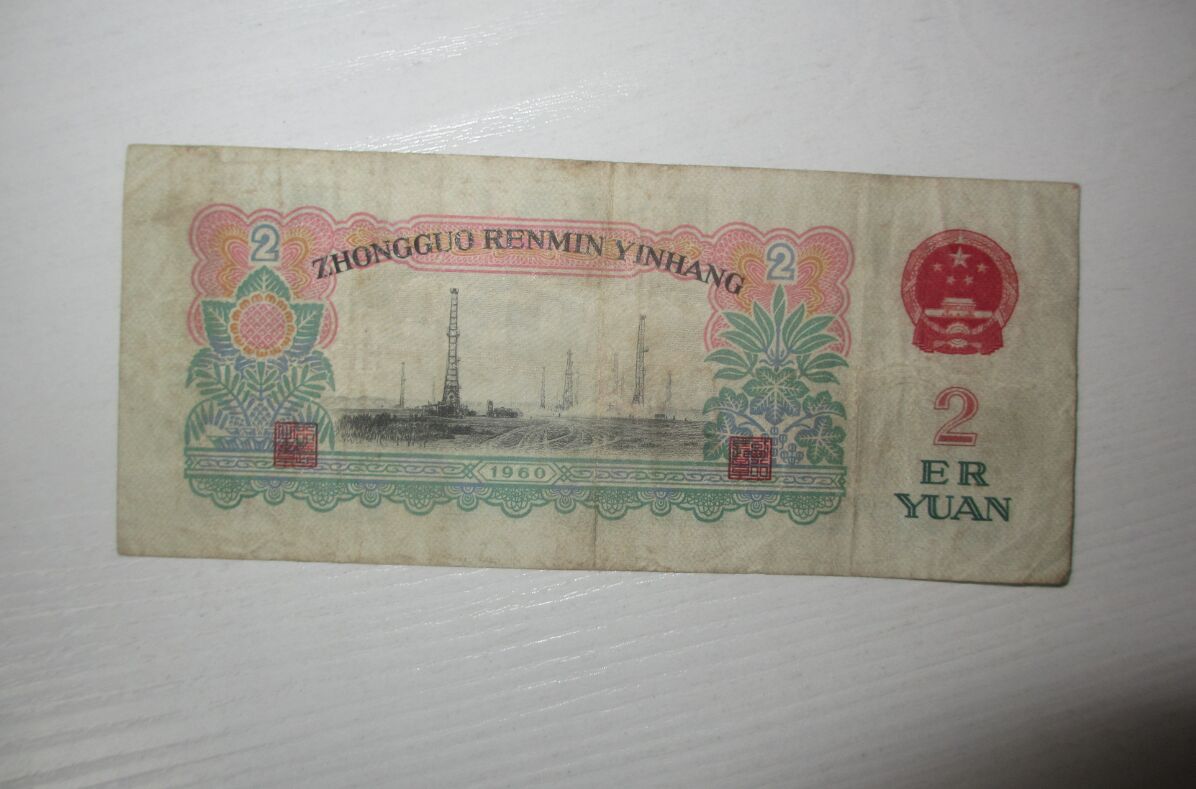 2
2
ZHONGGUO RENMIN YINHANG
1960
2
ER
YUAN